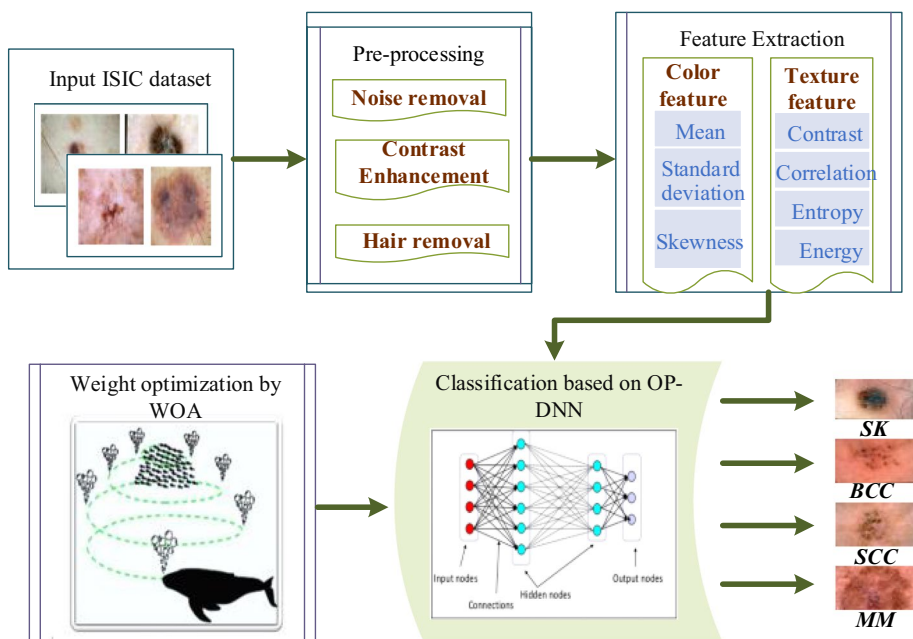 Input ISIC dataset
Pre-processing
Noise removal
Contrast
Enhancement
Hair removal
Feature Extraction
Color
feature
Mean
Standard
deviation
Skewness
Texture
feature
Contrast
Correlation
Entropy
Energy
Weight optimization by
WOA
Classification based on OP-
DNN
Input nodes
Connections
Hidden nodes
Output nodes
SK
BCC
SCC
MM